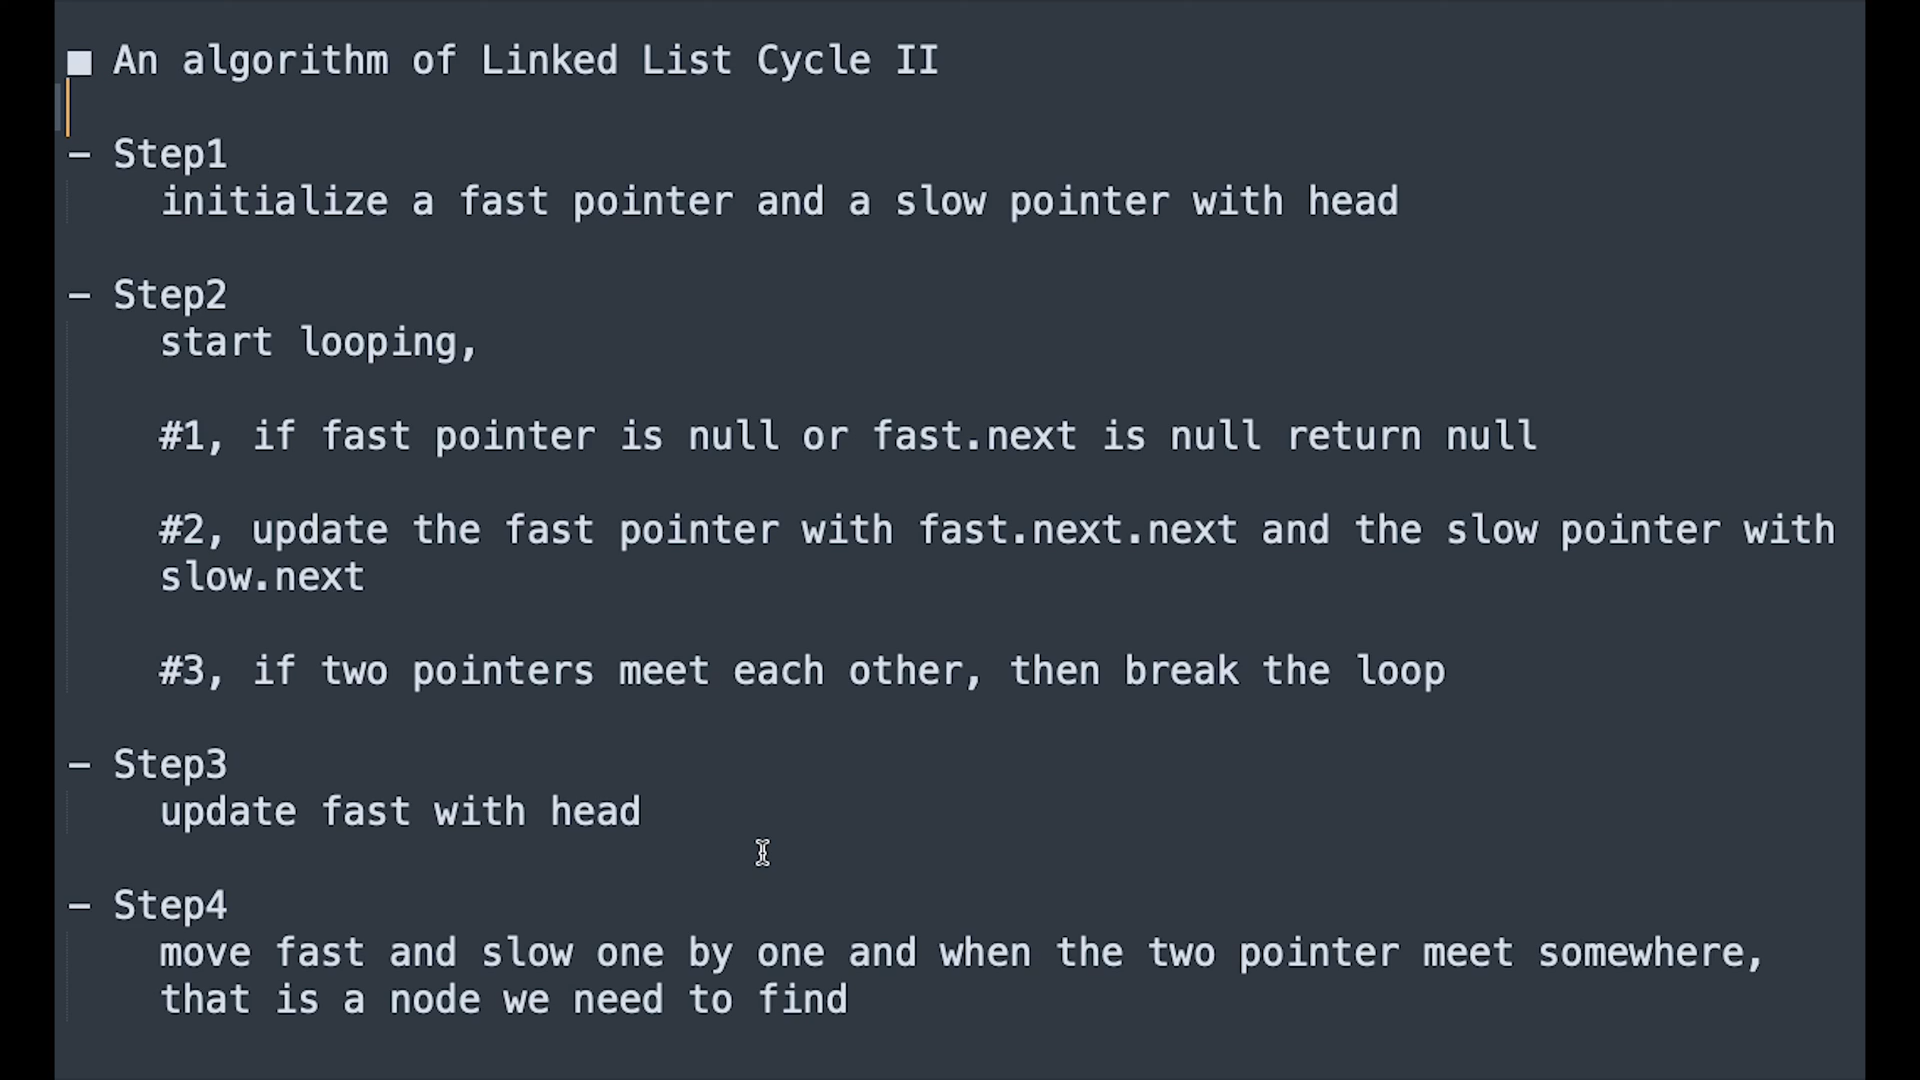 ■ An algorithm of Linked List Cycle II
– Step1
initialize a fast pointer and a slow pointer with head
– Step2
start looping,
#1, if fast pointer is null or fast.next is null return null
#2, update the fast pointer with fast.next.next and the slow pointer with
slow.next
#3, if two pointers meet each other, then break the loop
– Step3
update fast with head
– Step4
move fast and slow one by one and when the two pointer meet somewhere,
that is a node we need to find